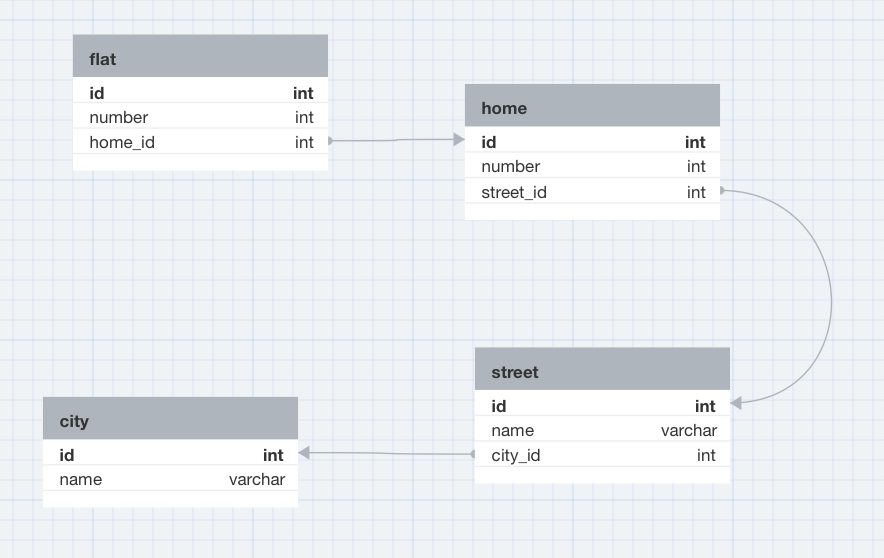 flat
id int
number int
home_id int
home
id int
number int
street_id int
street
id int
name varchar
city_id int
city
id int
name varchar